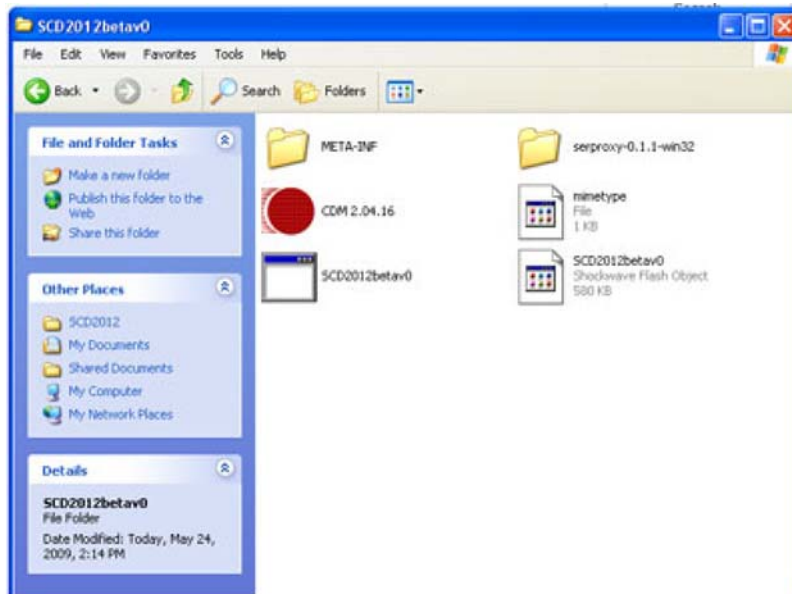 Search
SCD2012betav0
File Edit View Favorites Tools Help
Back Search Folders
File and Folder Tasks
Make a new folder
Publish this folder to the
Web
Share this folder
Other Places
SCD2012
My Documents
Shared Documents
My Computer
My Network Places
Details
SCD2012betav0
File Folder
Date Modified: Today, May 24,
2009, 2:14 PM
META-INF
serproxy-0.1.1-win32
CDM 2.04.16
mimetype
File
1 KB
SCD2012betav0
SCD2012betav0
Shockwave Flash Object
580 KB